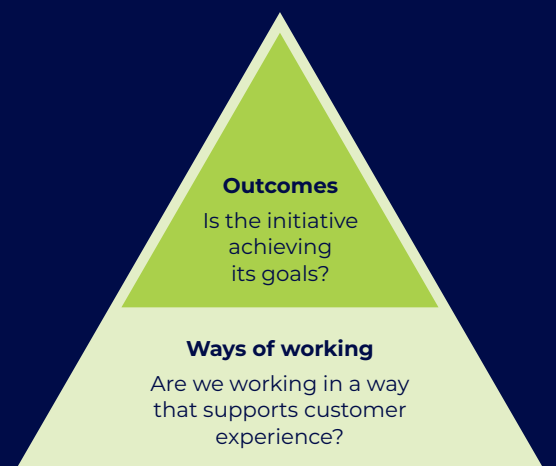 Outcomes
Is the initiative
achieving
its goals?
Ways of working
Are we working in a way
that supports customer
experience?